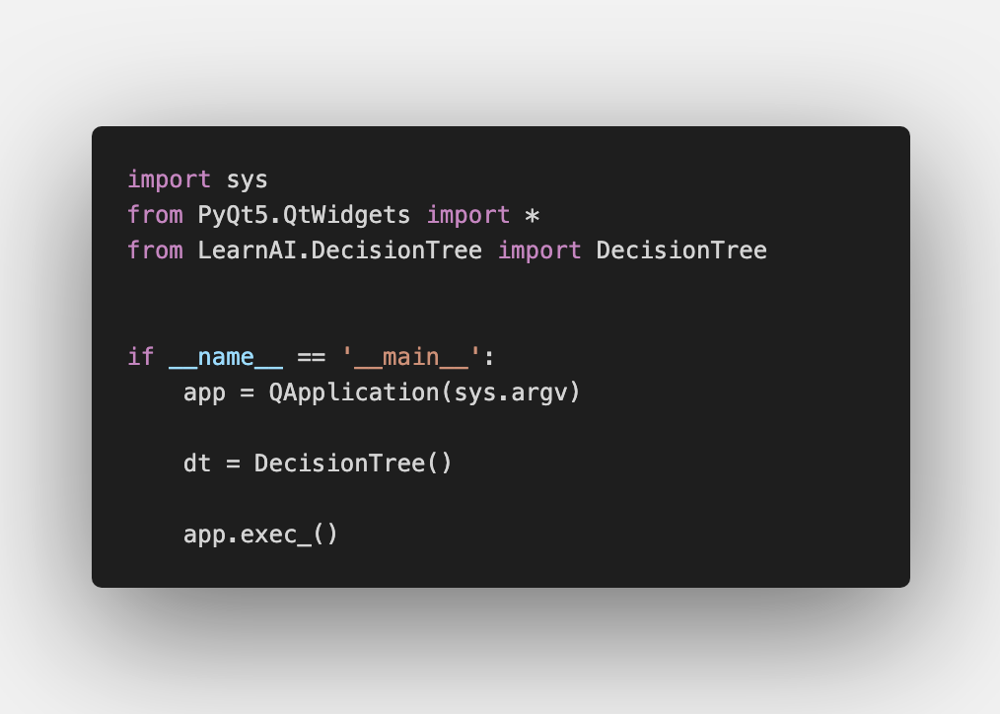 import sys
from PyQt5.QtWidgets import *
from LearnAI.DecisionTree import DecisionTree
if __name__ == '__main__':
    app = QApplication(sys.argv)
    dt = DecisionTree()
    app.exec_()